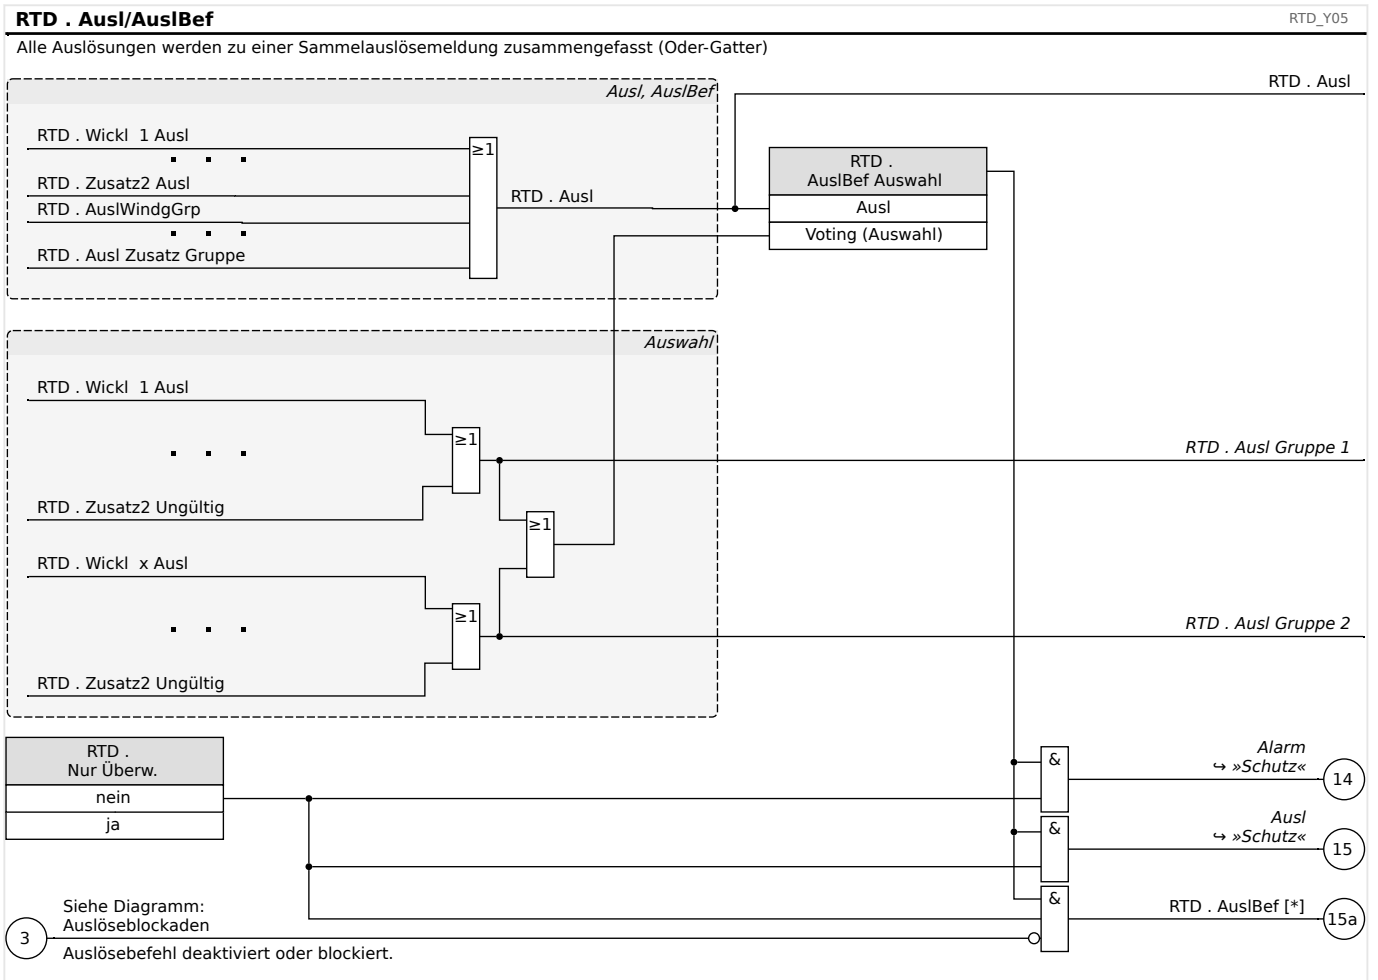 RTD . Ausl/AuslBef
RTD_Y05
Alle Auslösungen werden zu einer Sammelauslösemeldung zusammengefasst (Oder-Gatter)
Ausl, AuslBef
RTD . Ausl
RTD . Wickl  1 Ausl
≥1
RTD . Zusatz2 Ausl
RTD . AuslWindgGrp
RTD . Ausl Zusatz Gruppe
RTD . Ausl
RTD .
AuslBef Auswahl
Ausl
Voting (Auswahl)
Auswahl
RTD . Wickl  1 Ausl
≥1
RTD . Ausl Gruppe 1
RTD . Zusatz2 Ungültig
≥1
RTD . Wickl  x Ausl
≥1
RTD . Ausl Gruppe 2
RTD . Zusatz2 Ungültig
RTD .
Nur Überw.
nein
ja
&
Alarm
↪ »Schutz«
14
&
Ausl
↪ »Schutz«
15
&
RTD . AuslBef [*]
15a
Siehe Diagramm:
Auslöseblockaden
3
Auslösebefehl deaktiviert oder blockiert.